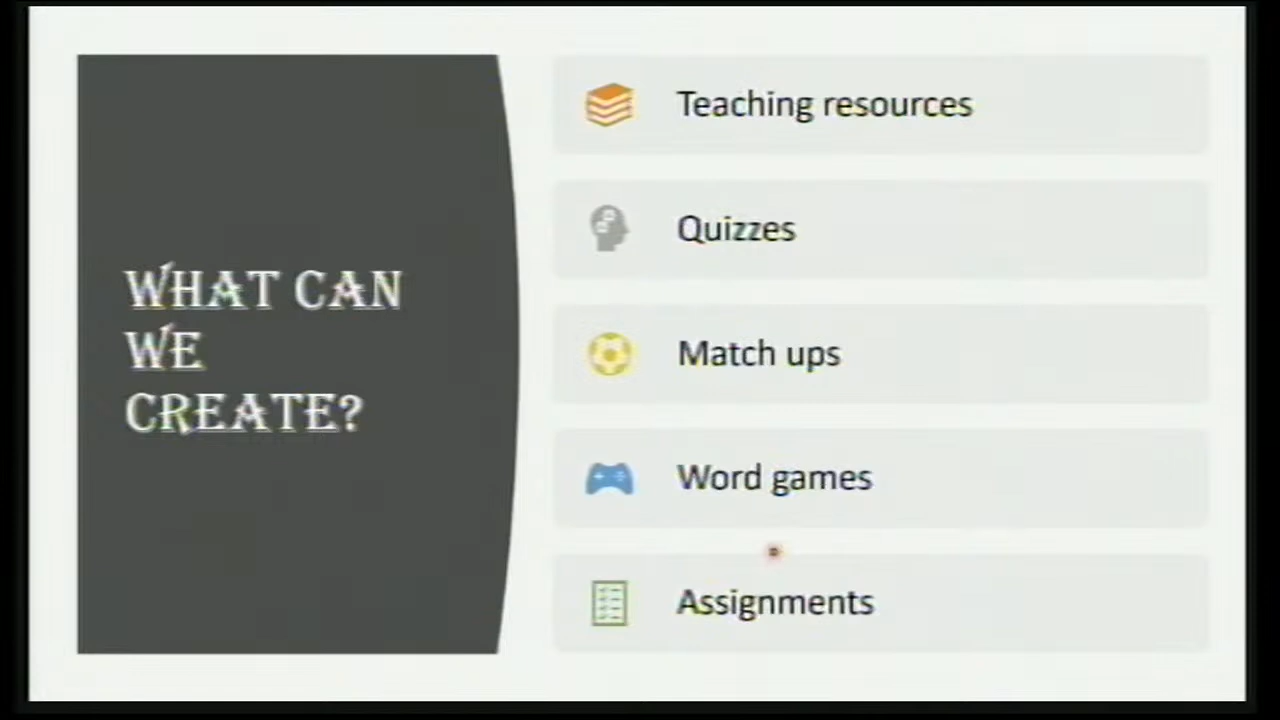 WHAT CAN
WE
CREATE?
Teaching resources
Quizzes
Match ups
Word games
Assignments